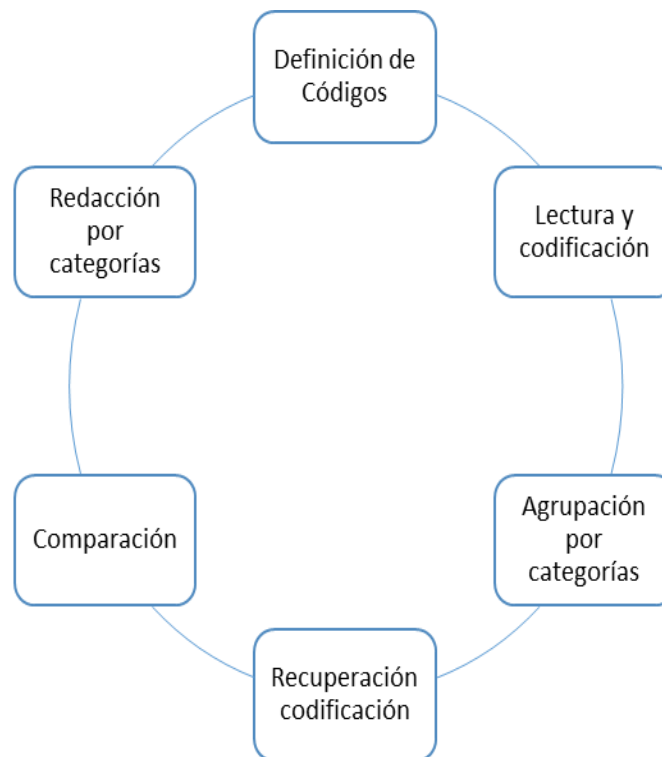 Definición de
Códigos
Lectura y
codificación
Agrupación
por
categorías
Recuperación
codificación
Comparación
Redacción
por
categorías